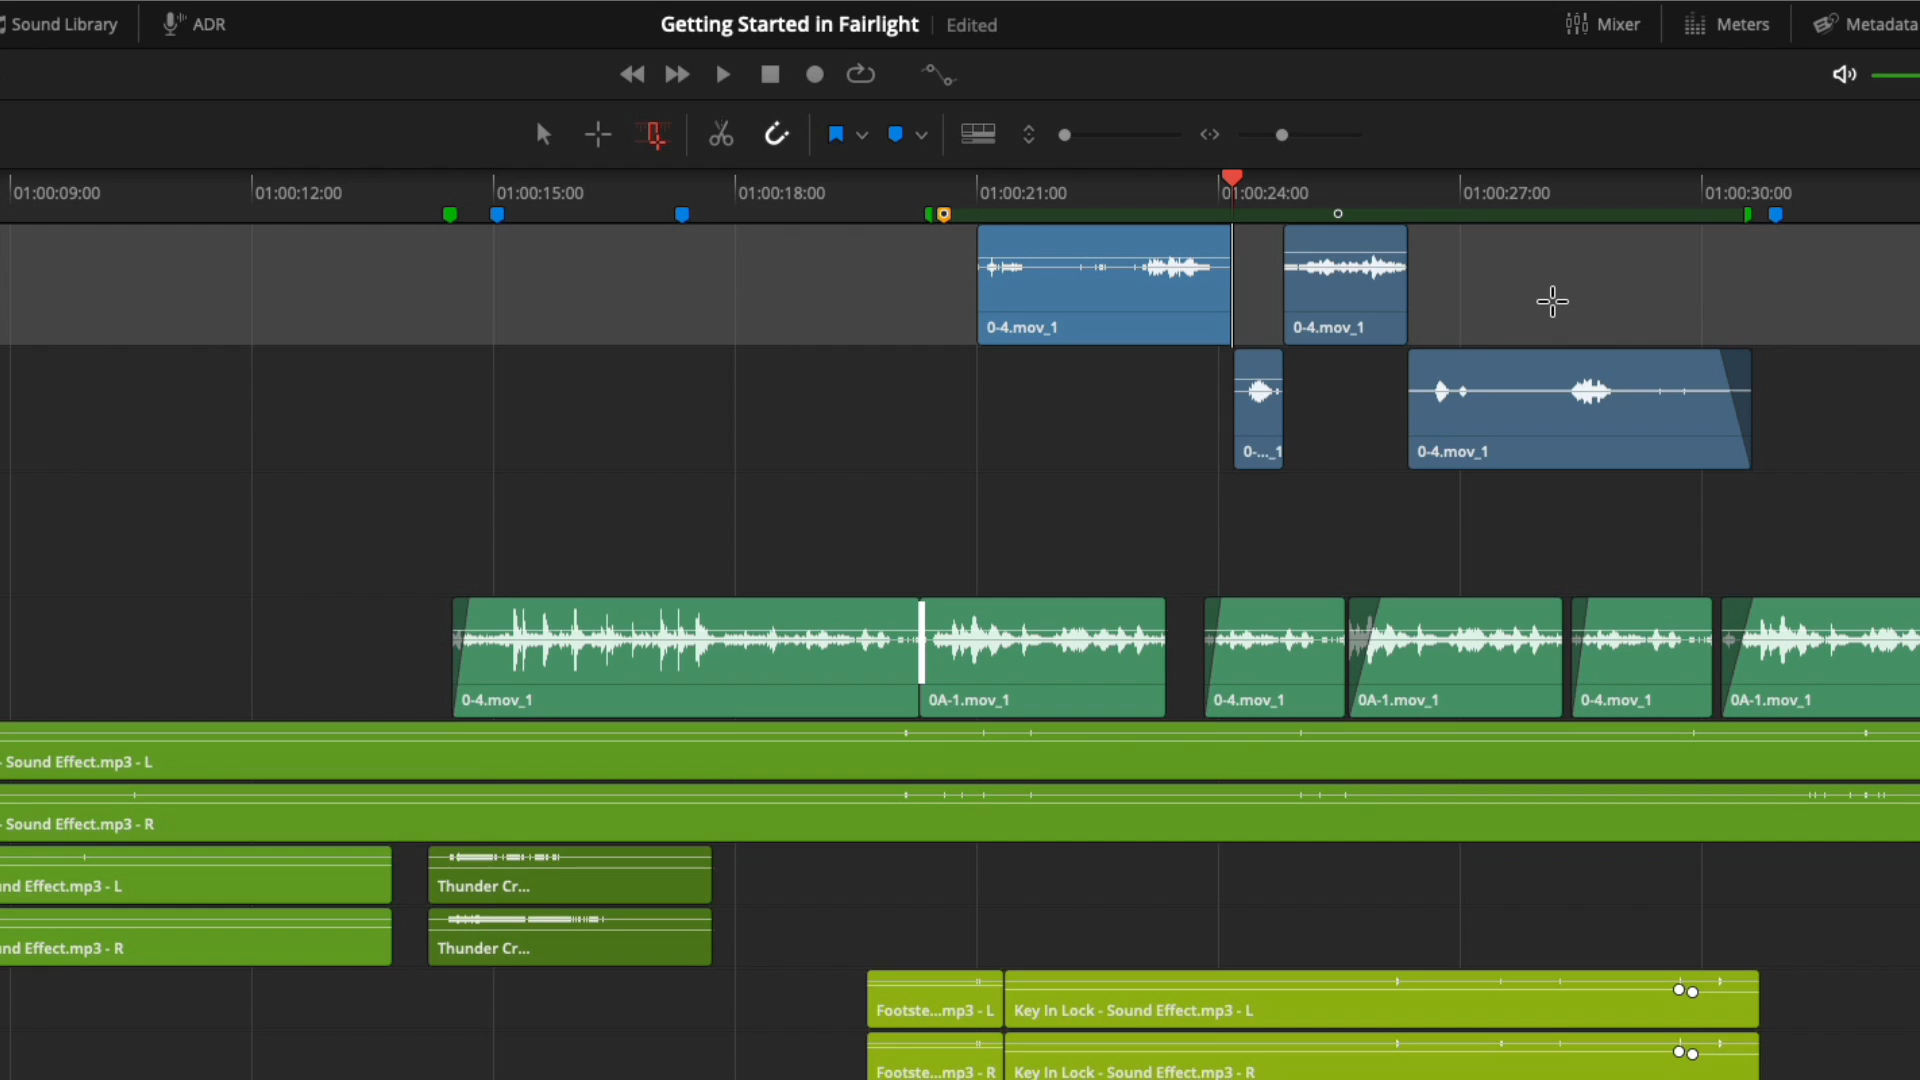 Sound Library ADR Getting Started in Fairlight Edited Mixer Meters Metadata
01:00:09:00 01:00:12:00 01:00:15:00 01:00:18:00 01:00:21:00 01:00:24:00 01:00:27:00 01:00:30:00
0-4.mov_1 0-4.mov_1
0-..._1 0-4.mov_1
0-4.mov_1 0A-1.mov_1 0-4.mov_1 0A-1.mov_1 0-4.mov_1 0A-1.mov_1
- Sound Effect.mp3 - L
- Sound Effect.mp3 - R
nd Effect.mp3 - L Thunder Cr...
nd Effect.mp3 - R Thunder Cr...
Footste...mp3 - L Key In Lock - Sound Effect.mp3 - L
Footste...mp3 - R Key In Lock - Sound Effect.mp3 - R